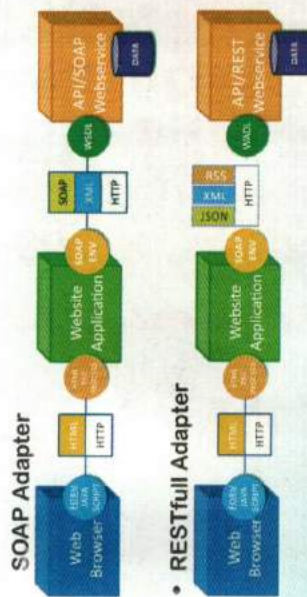 SOAP Adapter
Web
Browser
FORM
JAVA
SCRIPT
HTML
HTTP
Website
Application
SOAP
ENV
SOAP
XML
HTTP
WSDL
API/SOAP
Webservice
DATA
• RESTfull Adapter
Web
Browser
FORM
JAVA
SCRIPT
HTML
HTTP
Website
Application
SOAP
ENV
JSON
XML
RSS
HTTP
WADL
API/REST
Webservice
DATA